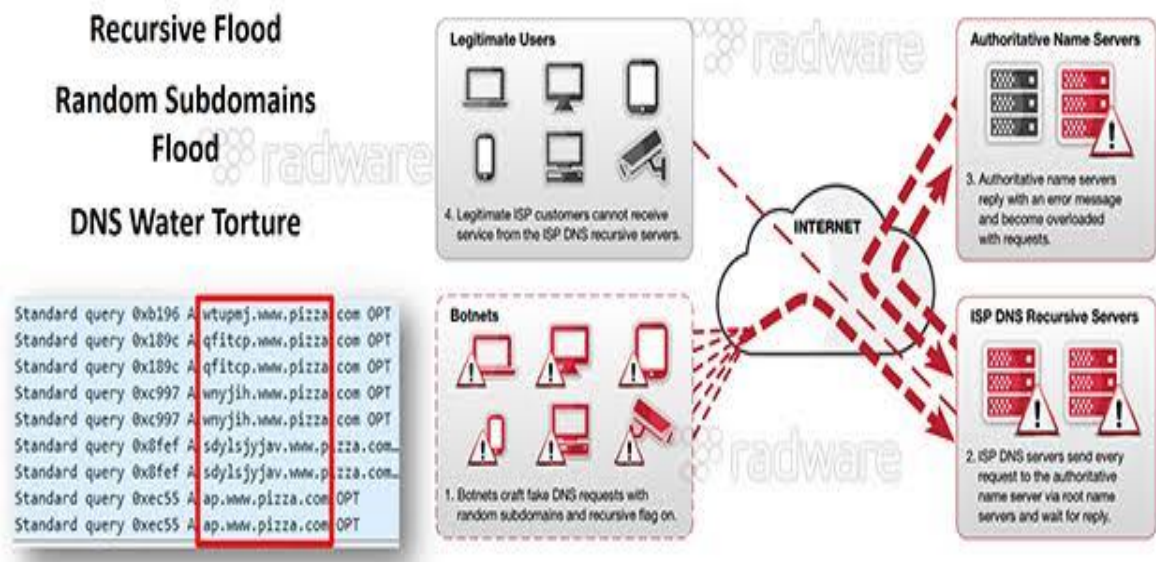 Recursive Flood
Random Subdomains
Flood
DNS Water Torture
Standard query 0xb196 A wtupmj.www.pizza.com OPT
Standard query 0x189c A qfitcp.www.pizza.com OPT
Standard query 0x189c A qfitcp.www.pizza.com OPT
Standard query 0xc997 A wnyjih.www.pizza.com OPT
Standard query 0xc997 A wnyjih.www.pizza.com OPT
Standard query 0x8fef A sdylsjyjav.www.pizza.com…
Standard query 0x8fef A sdylsjyjav.www.pizza.com…
Standard query 0xec55 A ap.www.pizza.com OPT
Standard query 0xec55 A ap.www.pizza.com OPT
Legitimate Users
4. Legitimate ISP customers cannot receive
service from the ISP DNS recursive servers.
Botnets
1. Botnets craft fake DNS requests with
random subdomains and recursive flag on.
INTERNET
Authoritative Name Servers
3. Authoritative name servers
reply with an error message
and become overloaded
with requests.
ISP DNS Recursive Servers
2. ISP DNS servers send every
request to the authoritative
name server via root name
servers and wait for reply.
radware
radware
radware